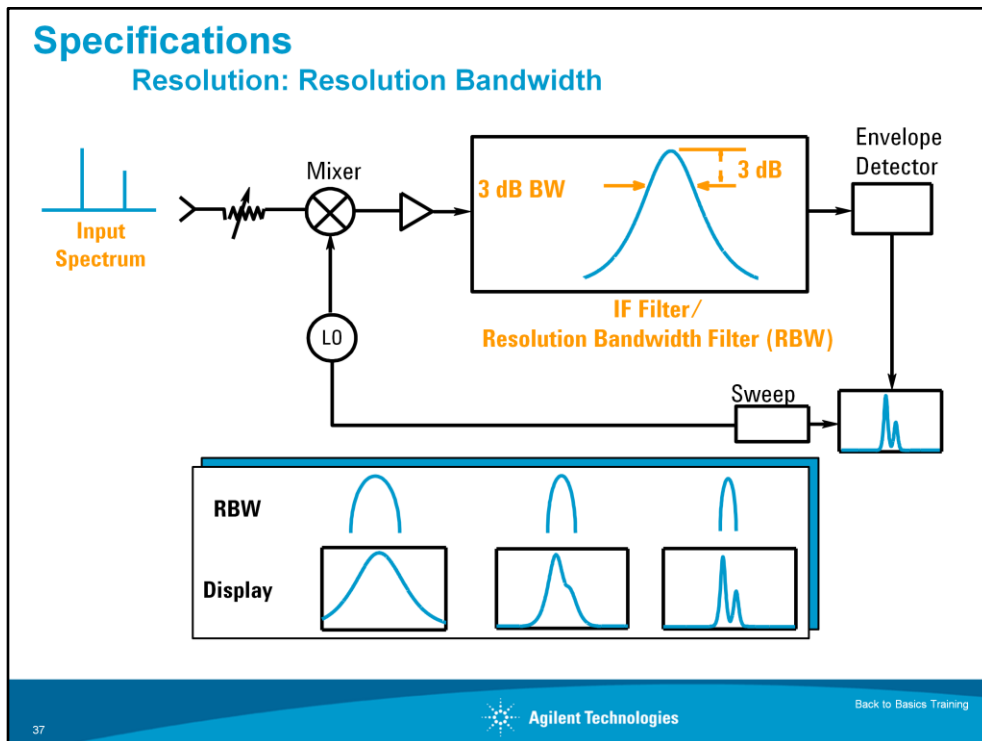 Specifications
Resolution: Resolution Bandwidth
Input
Spectrum
Mixer
LO
3 dB BW
3 dB
IF Filter/
Resolution Bandwidth Filter (RBW)
Envelope
Detector
Sweep
RBW
Display
37
Agilent Technologies
Back to Basics Training